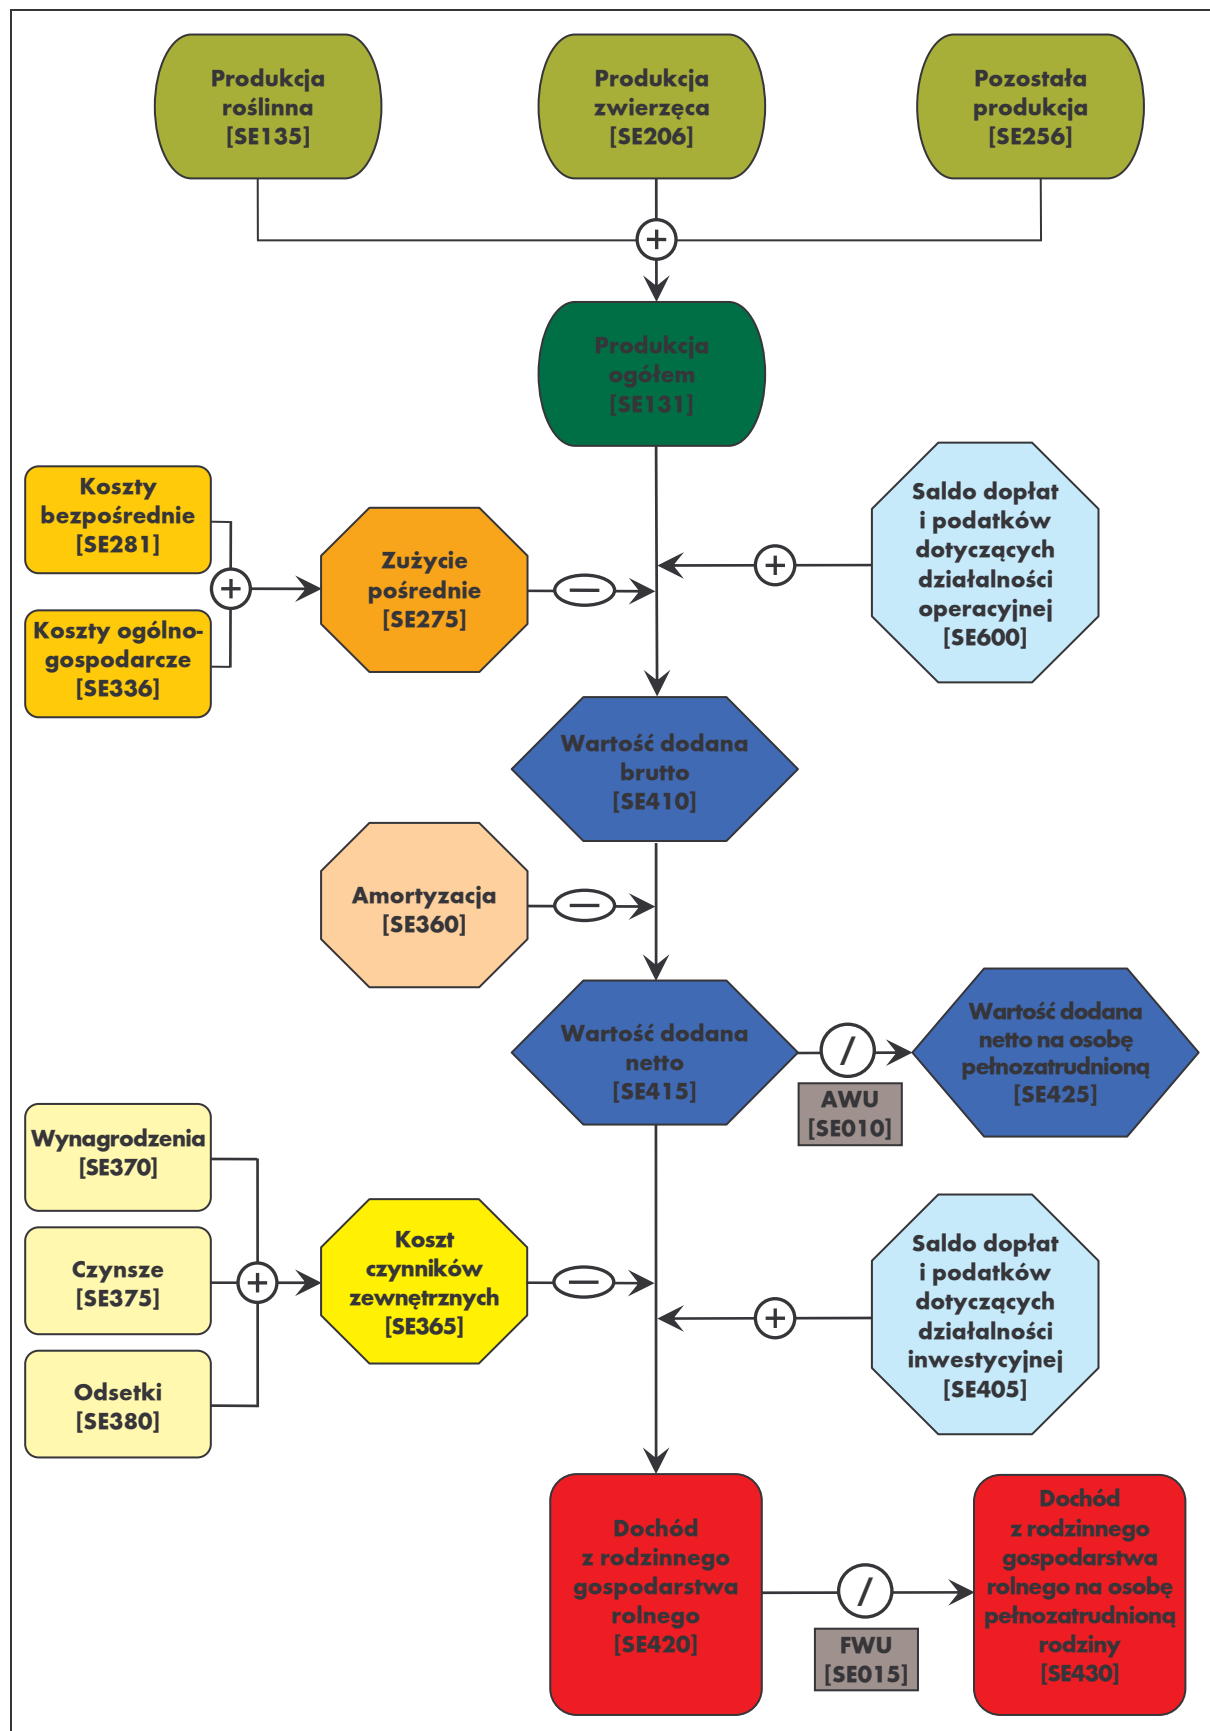 Produkcja
roślinna
[SE135]
Produkcja
zwierzęca
[SE206]
Pozostała
produkcja
[SE256]
+
Produkcja
ogółem
[SE131]
Koszty
bezpośrednie
[SE281]
+
Koszty ogólno-
gospodarcze
[SE336]
Zużycie
pośrednie
[SE275]
—
+
Saldo dopłat
i podatków
dotyczących
działalności
operacyjnej
[SE600]
Wartość dodana
brutto
[SE410]
Amortyzacja
[SE360]
—
Wartość dodana
netto
[SE415]
/
AWU
[SE010]
Wartość dodana
netto na osobę
pełnozatrudnioną
[SE425]
Wynagrodzenia
[SE370]
Czynsze
[SE375]
+
Odsetki
[SE380]
Koszt
czynników
zewnętrznych
[SE365]
—
+
Saldo dopłat
i podatków
dotyczących
działalności
inwestycyjnej
[SE405]
Dochód
z rodzinnego
gospodarstwa
rolnego
[SE420]
/
FWU
[SE015]
Dochód
z rodzinnego
gospodarstwa
rolnego na osobę
pełnozatrudnioną
rodziny
[SE430]